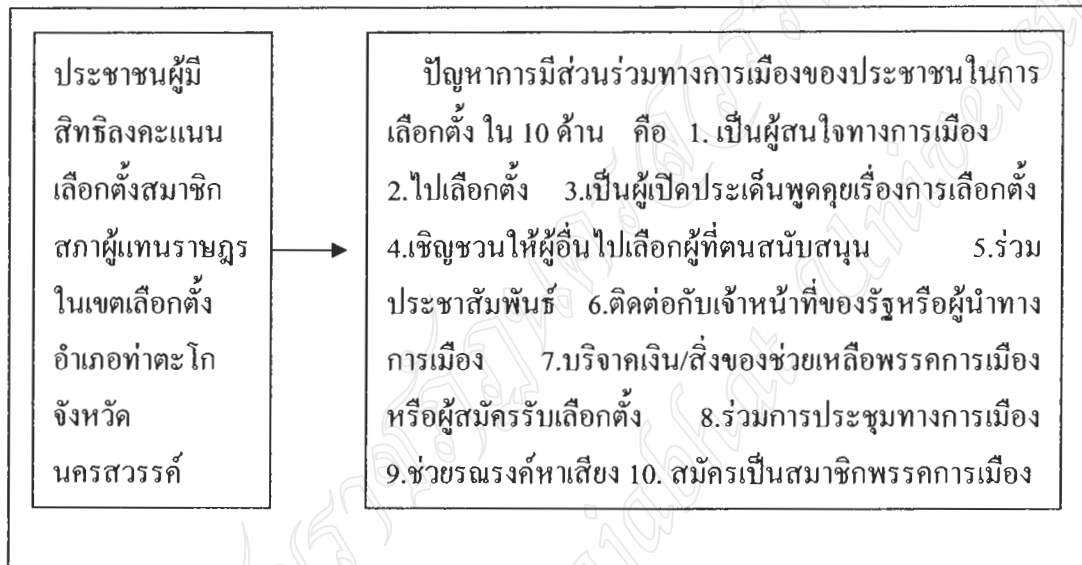 ประชาชนผู้มี
สิทธิลงคะแนน
เลือกตั้งสมาชิก
สภาผู้แทนราษฎร
ในเขตเลือกตั้ง
อำเภอท่าตะโก
จังหวัด
นครสวรรค์
ปัญหาการมีส่วนร่วมทางการเมืองของประชาชนในการ
เลือกตั้ง ใน 10 ด้าน คือ 1. เป็นผู้สนใจทางการเมือง
2.ไปเลือกตั้ง 3.เป็นผู้เปิดประเด็นพูดคุยเรื่องการเลือกตั้ง
4.เชิญชวนให้ผู้อื่นไปเลือกผู้ที่ตนสนับสนุน 5.ร่วม
ประชาสัมพันธ์ 6.ติดต่อกับเจ้าหน้าที่ของรัฐหรือผู้นำทาง
การเมือง 7.บริจาคเงิน/สิ่งของช่วยเหลือพรรคการเมือง
หรือผู้สมัครรับเลือกตั้ง 8.ร่วมการประชุมทางการเมือง
9.ช่วยรณรงค์หาเสียง 10. สมัครเป็นสมาชิกพรรคการเมือง